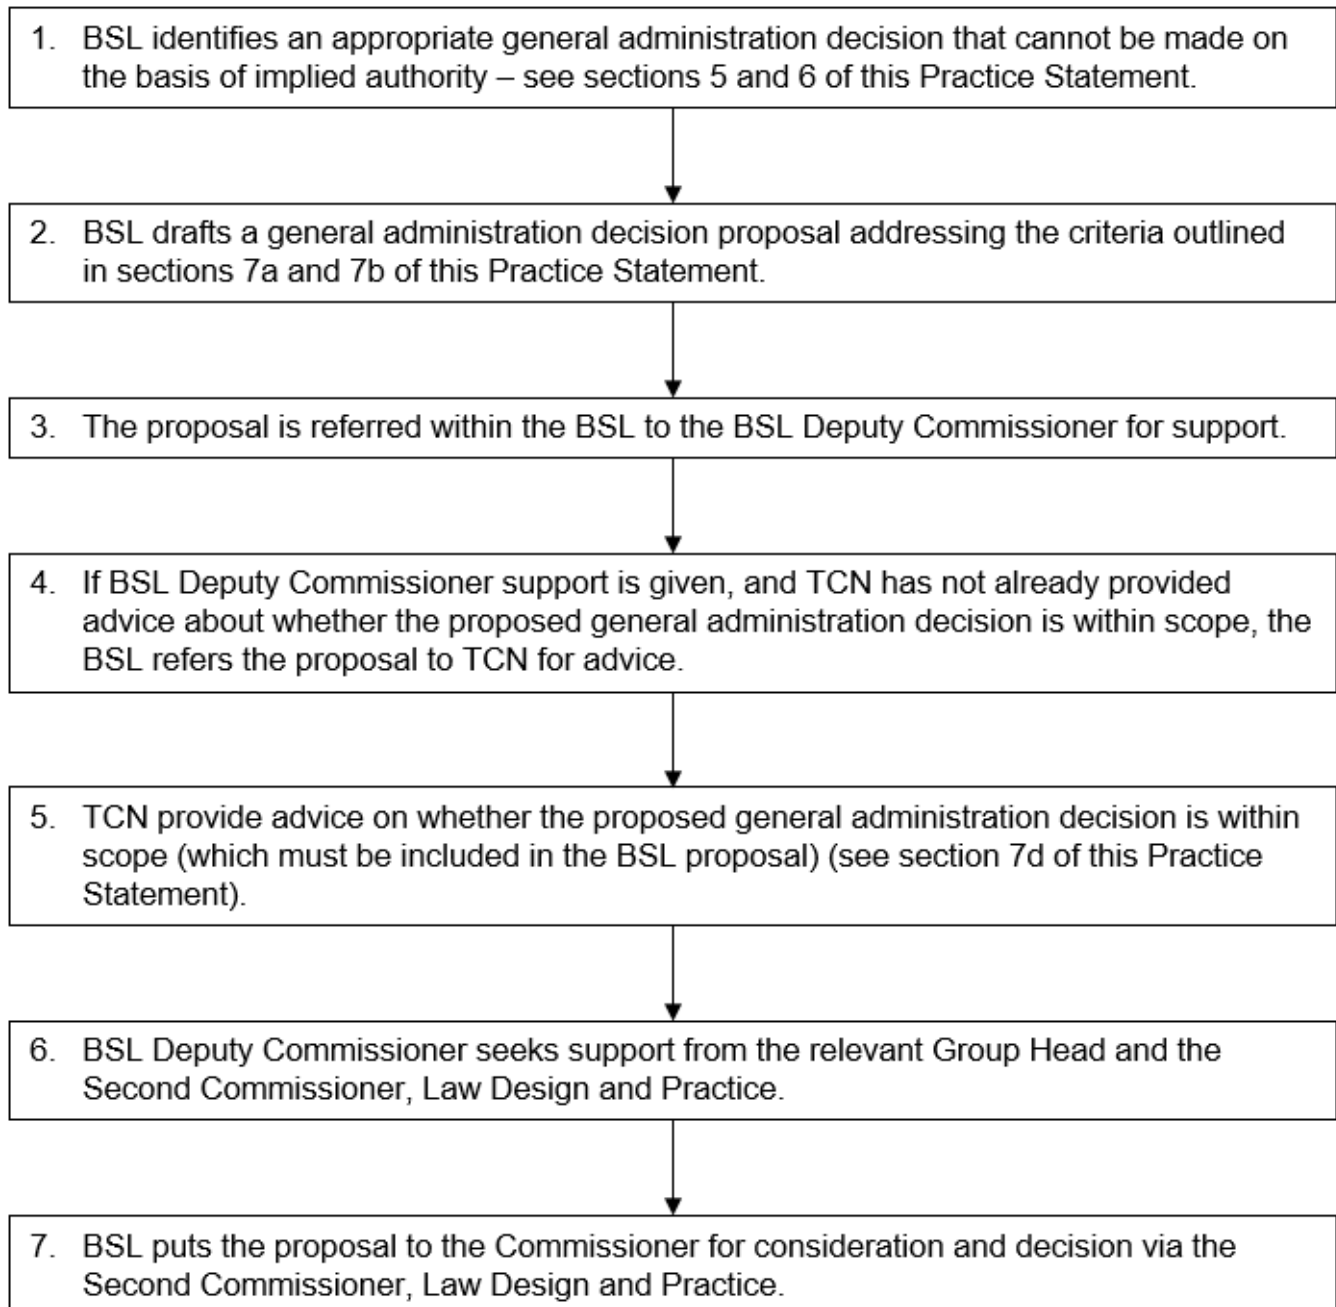 1. BSL identifies an appropriate general administration decision that cannot be made on
the basis of implied authority – see sections 5 and 6 of this Practice Statement.
2. BSL drafts a general administration decision proposal addressing the criteria outlined
in sections 7a and 7b of this Practice Statement.
3. The proposal is referred within the BSL to the BSL Deputy Commissioner for support.
4. If BSL Deputy Commissioner support is given, and TCN has not already provided
advice about whether the proposed general administration decision is within scope, the
BSL refers the proposal to TCN for advice.
5. TCN provide advice on whether the proposed general administration decision is within
scope (which must be included in the BSL proposal) (see section 7d of this Practice
Statement).
6. BSL Deputy Commissioner seeks support from the relevant Group Head and the
Second Commissioner, Law Design and Practice.
7. BSL puts the proposal to the Commissioner for consideration and decision via the
Second Commissioner, Law Design and Practice.